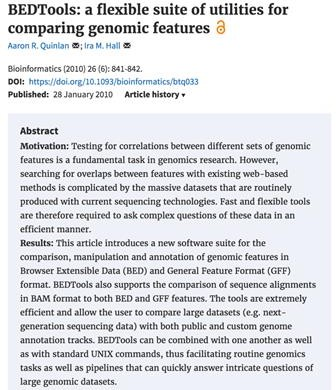 BEDTools: a flexible suite of utilities for
comparing genomic features
Aaron R. Quinlan ✉; Ira M. Hall ✉
Bioinformatics (2010) 26 (6): 841-842.
DOI: https://doi.org/10.1093/bioinformatics/btq033
Published: 28 January 2010 Article history ▾
Abstract
Motivation: Testing for correlations between different sets of genomic
features is a fundamental task in genomics research. However,
searching for overlaps between features with existing web-based
methods is complicated by the massive datasets that are routinely
produced with current sequencing technologies. Fast and flexible tools
are therefore required to ask complex questions of these data in an
efficient manner.
Results: This article introduces a new software suite for the
comparison, manipulation and annotation of genomic features in
Browser Extensible Data (BED) and General Feature Format (GFF)
format. BEDTools also supports the comparison of sequence alignments
in BAM format to both BED and GFF features. The tools are extremely
efficient and allow the user to compare large datasets (e.g. next-
generation sequencing data) with both public and custom genome
annotation tracks. BEDTools can be combined with one another as well
as with standard UNIX commands, thus facilitating routine genomics
tasks as well as pipelines that can quickly answer intricate questions of
large genomic datasets.